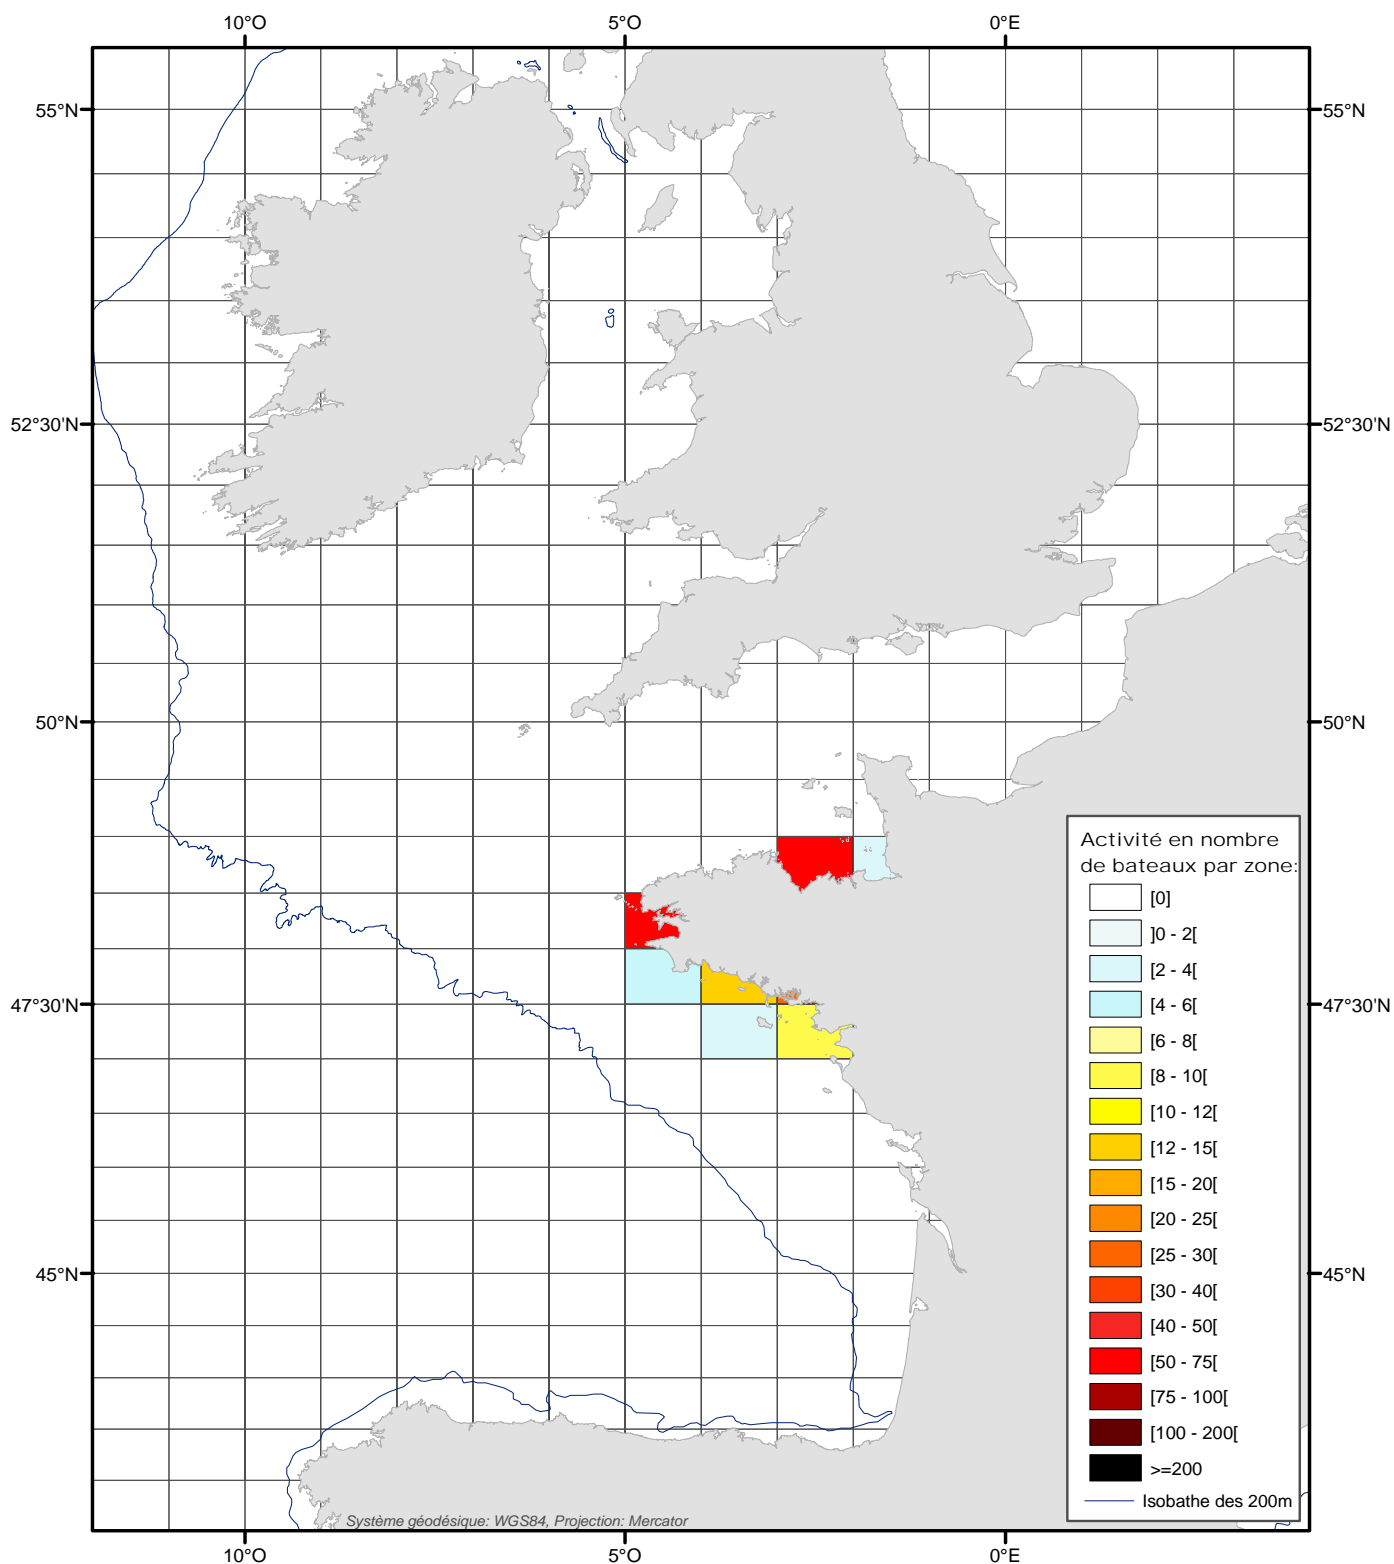 10°O 5°O 0°E
55°N 55°N
52°30'N 52°30'N
50°N 50°N
47°30'N 47°30'N
45°N 45°N
Activité en nombre
de bateaux par zone:
[0]
]0 - 2[
[2 - 4[
[4 - 6[
[6 - 8[
[8 - 10[
[10 - 12[
[12 - 15[
[15 - 20[
[20 - 25[
[25 - 30[
[30 - 40[
[40 - 50[
[50 - 75[
[75 - 100[
[100 - 200[
>=200
Isobathe des 200m
Système géodésique: WGS84, Projection: Mercator
10°O 5°O 0°E